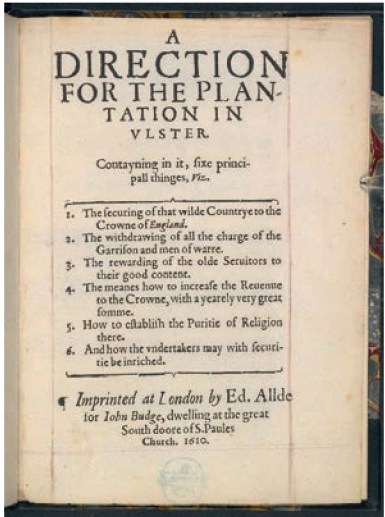 A
DIRECTION
FOR THE PLAN-
TATION IN
VLSTER.
Contayning in it, ſixe princi-
pall thinges, Viz.
1. The ſecuring of that wilde Countrye to the
Crowne of England.
2. The withdrawing of all the charge of the
Garriſon and men of warre.
3. The rewarding of the olde Seruitors to
their good content.
4. The meanes how to increaſe the Reuenue
to the Crowne, with a yearely very great
ſomme.
5. How to eſtabliſh the Puritie of Religion
there.
6. And how the vndertakers may with ſecuri-
tie be inriched.
¶ Imprinted at London by Ed. Allde
for Iohn Budge, dwelling at the great
South doore of S. Paules
Church. 1610.